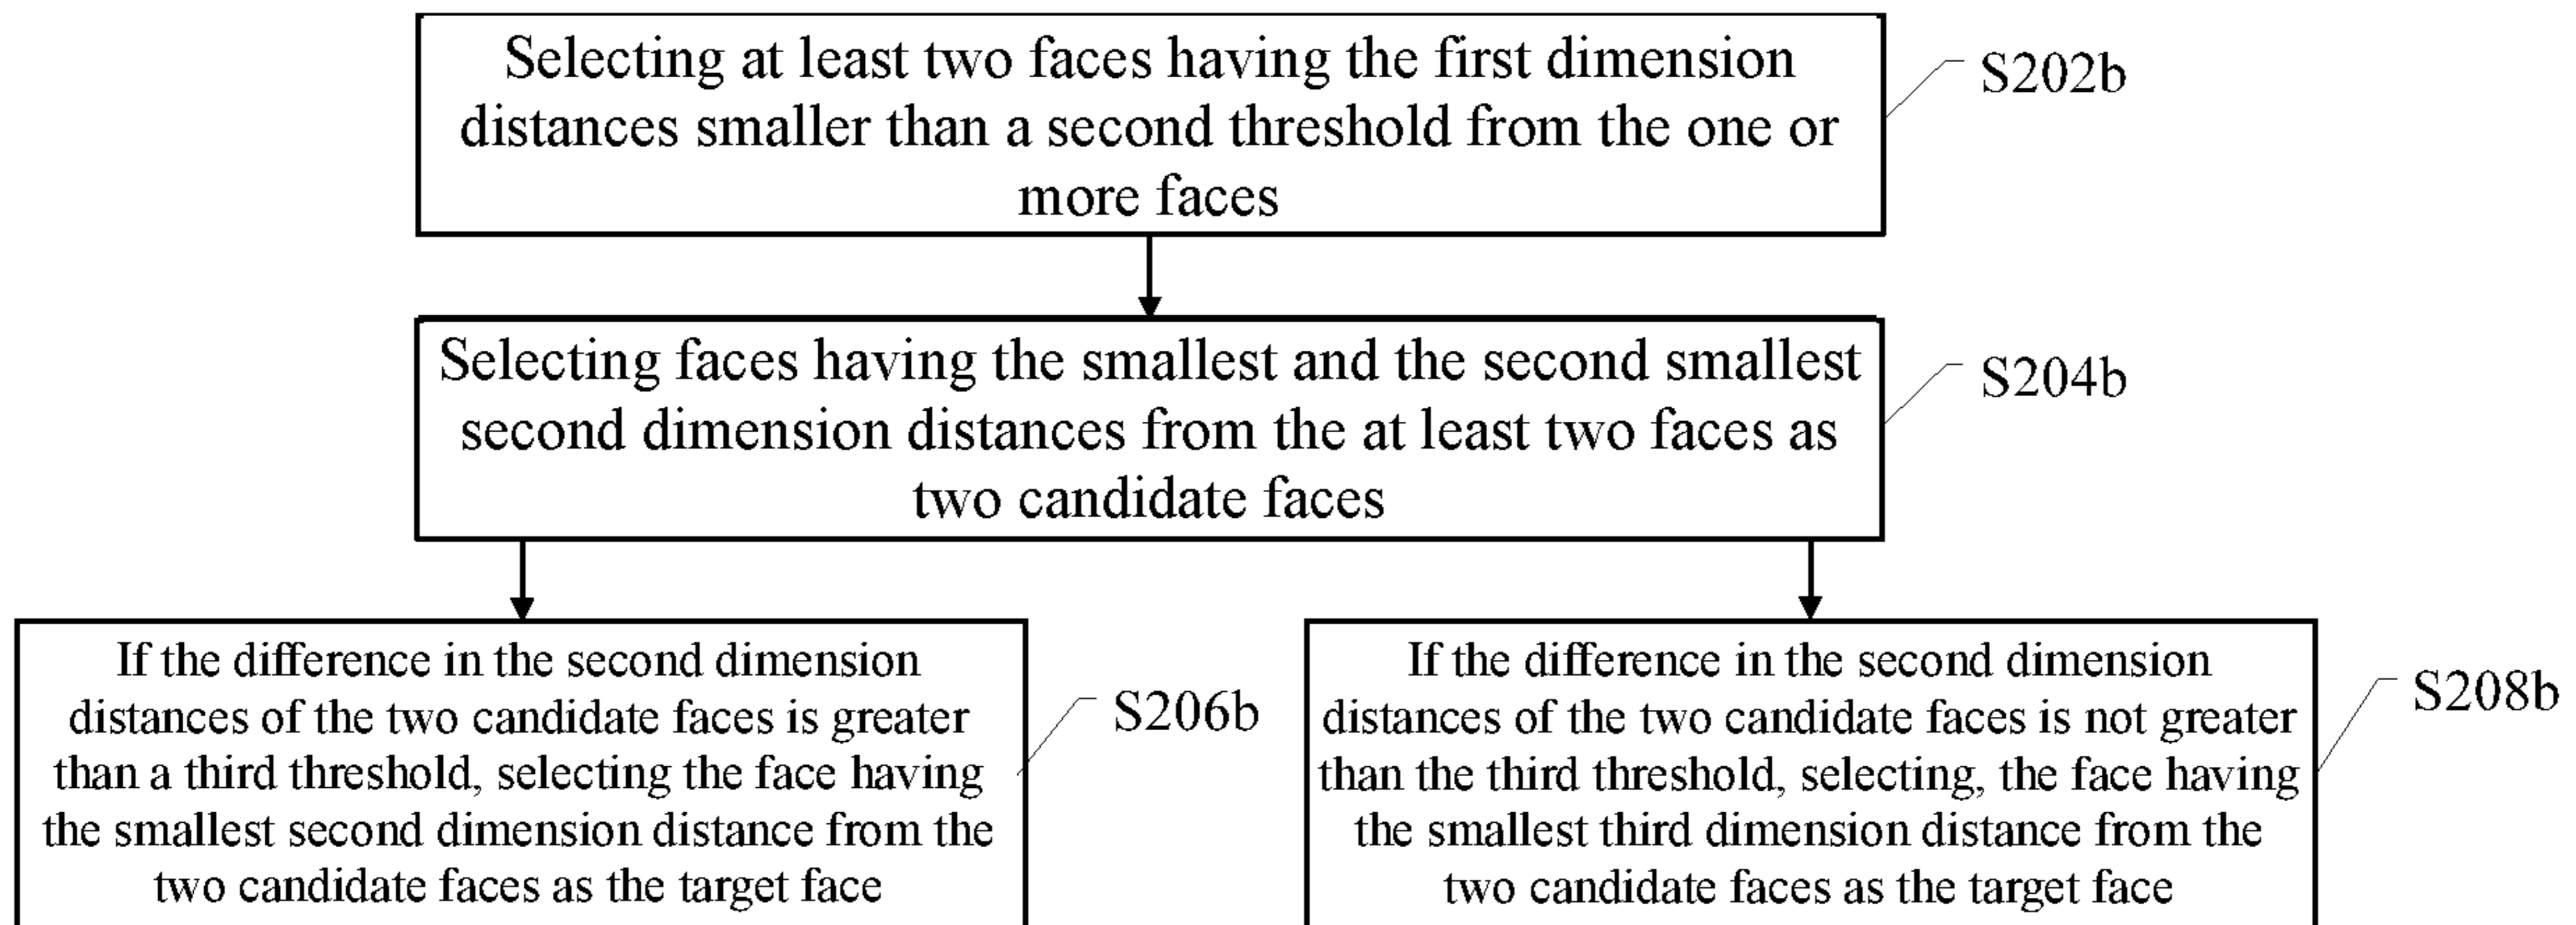 Selecting at least two faces having the first dimension
distances smaller than a second threshold from the one or
more faces
S202b
Selecting faces having the smallest and the second smallest
second dimension distances from the at least two faces as
two candidate faces
S204b
If the difference in the second dimension
distances of the two candidate faces is greater
than a third threshold, selecting the face having
the smallest second dimension distance from the
two candidate faces as the target face
S206b
If the difference in the second dimension
distances of the two candidate faces is not greater
than the third threshold, selecting, the face having
the smallest third dimension distance from the
two candidate faces as the target face
S208b